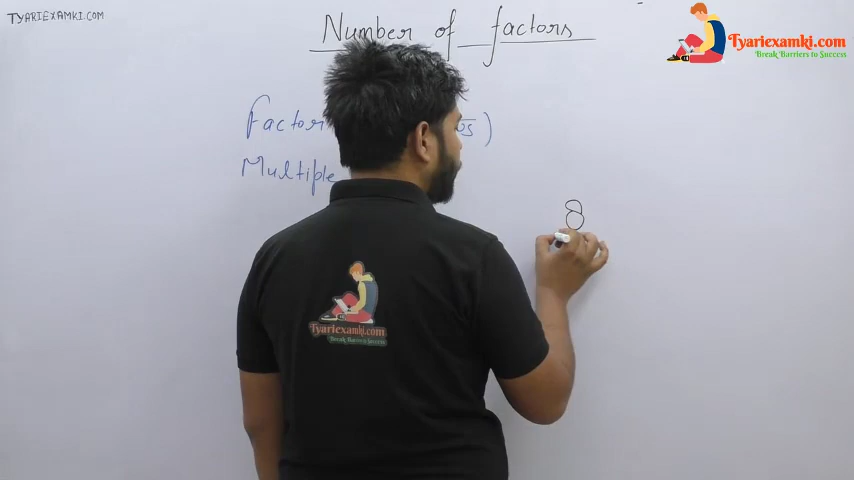 TYARIEXAMKI.COM
Number of factors
Tyariexamki.com
Break Barriers to Success
Factor
Multiple
8
Tyariexamki.com
Break Barriers Success